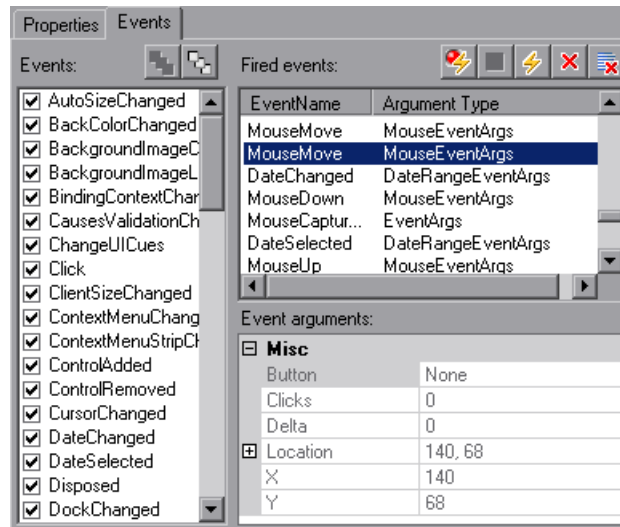 Properties Events
Events:
AutoSizeChanged
BackColorChanged
BackgroundImageC
BackgroundImageL
BindingContextChar
CausesValidationCh
ChangeUICues
Click
ClientSizeChanged
ContextMenuChang
ContextMenuStripCh
ControlAdded
ControlRemoved
CursorChanged
DateChanged
DateSelected
Disposed
DockChanged
Fired events:
EventName Argument Type
MouseMove MouseEventArgs
MouseMove MouseEventArgs
DateChanged DateRangeEventArgs
MouseDown MouseEventArgs
MouseCaptur... EventArgs
DateSelected DateRangeEventArgs
MouseUp MouseEventArgs
Event arguments:
Misc
Button None
Clicks 0
Delta 0
Location 140, 68
X 140
Y 68